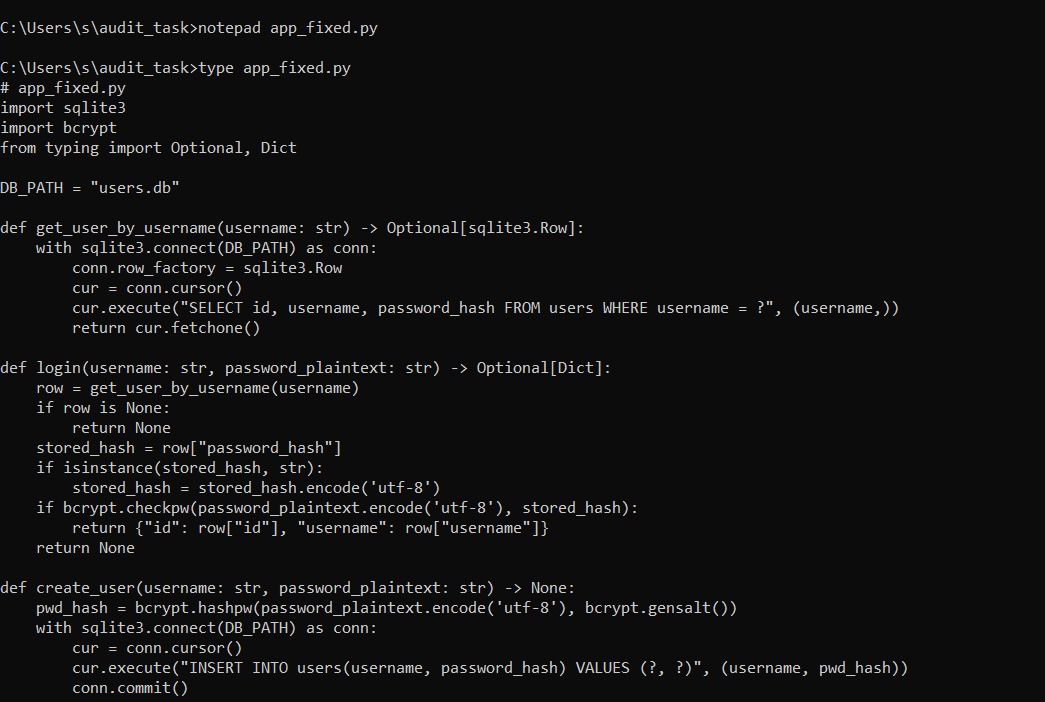 C:\Users\s\audit_task>notepad app_fixed.py

C:\Users\s\audit_task>type app_fixed.py
# app_fixed.py
import sqlite3
import bcrypt
from typing import Optional, Dict

DB_PATH = "users.db"

def get_user_by_username(username: str) -> Optional[sqlite3.Row]:
    with sqlite3.connect(DB_PATH) as conn:
        conn.row_factory = sqlite3.Row
        cur = conn.cursor()
        cur.execute("SELECT id, username, password_hash FROM users WHERE username = ?", (username,))
        return cur.fetchone()

def login(username: str, password_plaintext: str) -> Optional[Dict]:
    row = get_user_by_username(username)
    if row is None:
        return None
    stored_hash = row["password_hash"]
    if isinstance(stored_hash, str):
        stored_hash = stored_hash.encode('utf-8')
    if bcrypt.checkpw(password_plaintext.encode('utf-8'), stored_hash):
        return {"id": row["id"], "username": row["username"]}
    return None

def create_user(username: str, password_plaintext: str) -> None:
    pwd_hash = bcrypt.hashpw(password_plaintext.encode('utf-8'), bcrypt.gensalt())
    with sqlite3.connect(DB_PATH) as conn:
        cur = conn.cursor()
        cur.execute("INSERT INTO users(username, password_hash) VALUES (?, ?)", (username, pwd_hash))
        conn.commit()